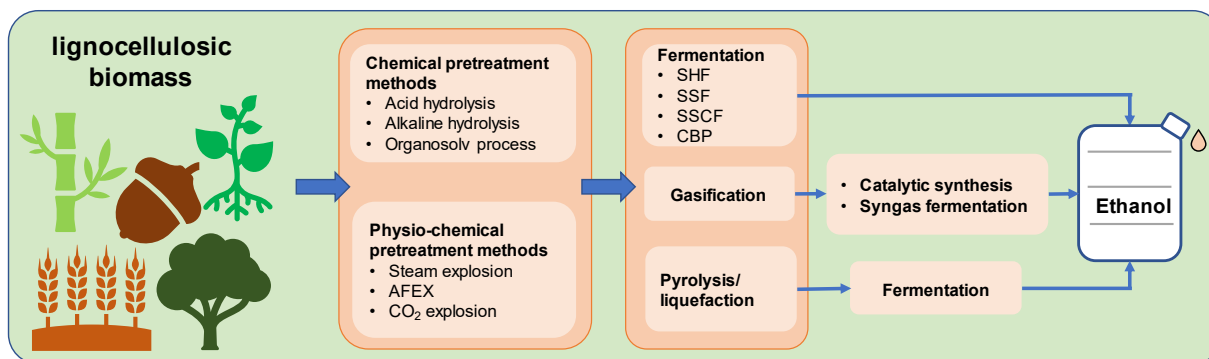 lignocellulosic
biomass
Chemical pretreatment
methods
• Acid hydrolysis
• Alkaline hydrolysis
• Organosolv process
Physio-chemical
pretreatment methods
• Steam explosion
• AFEX
• CO₂ explosion
Fermentation
• SHF
• SSF
• SSCF
• CBP
Gasification
• Catalytic synthesis
• Syngas fermentation
Pyrolysis/
liquefaction
Fermentation
Ethanol